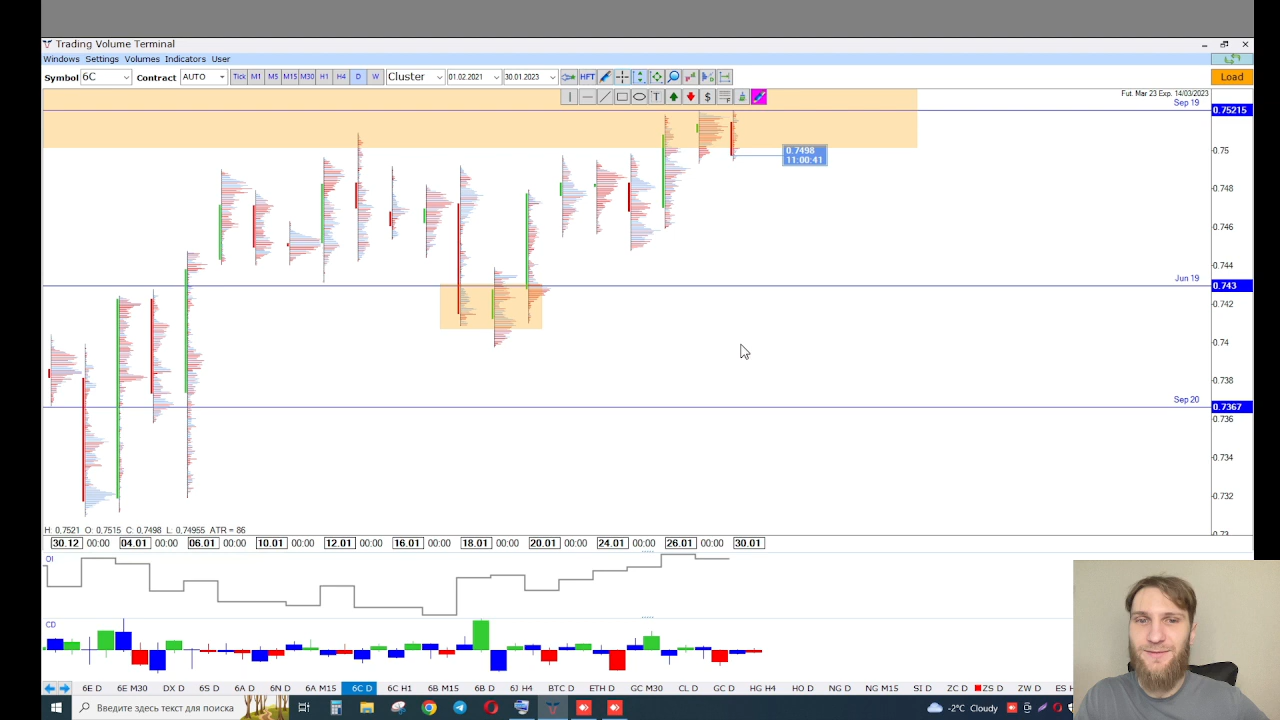 Trading Volume Terminal
Windows Settings Volumes Indicators User
Symbol 6C Contract AUTO Tick M1 M5 M15 M30 H1 H4 D W Cluster 01.02.2021 30.01.2023 HFT Load
T $
Fut. Mar 23 Exp. 14/03/2023
Sep 19 0.75215
0.7498 0.75
11:00:41
0.748
0.746
0.744
Jun 19 0.743
0.742
0.74
0.738
Sep 20 0.7367
0.736
0.734
0.732
H: 0,7521 O: 0,7515 C: 0,7498 L: 0,74955 ATR = 86
30.12 00:00 04.01 00:00 06.01 00:00 10.01 00:00 12.01 00:00 16.01 00:00 18.01 00:00 20.01 00:00 24.01 00:00 26.01 00:00 30.01
OI
CD
6E D 6E M30 DX D 6S D 6A D 6N D 6A M15 6C D 6C H1 6B M15 6B D 6J H4 BTC D ETH D GC M30 CL D GC D HG H4 HO D NG D NG M15 SI D ZC D ZS D ZW D ES H
Введите здесь текст для поиска -2°C Cloudy